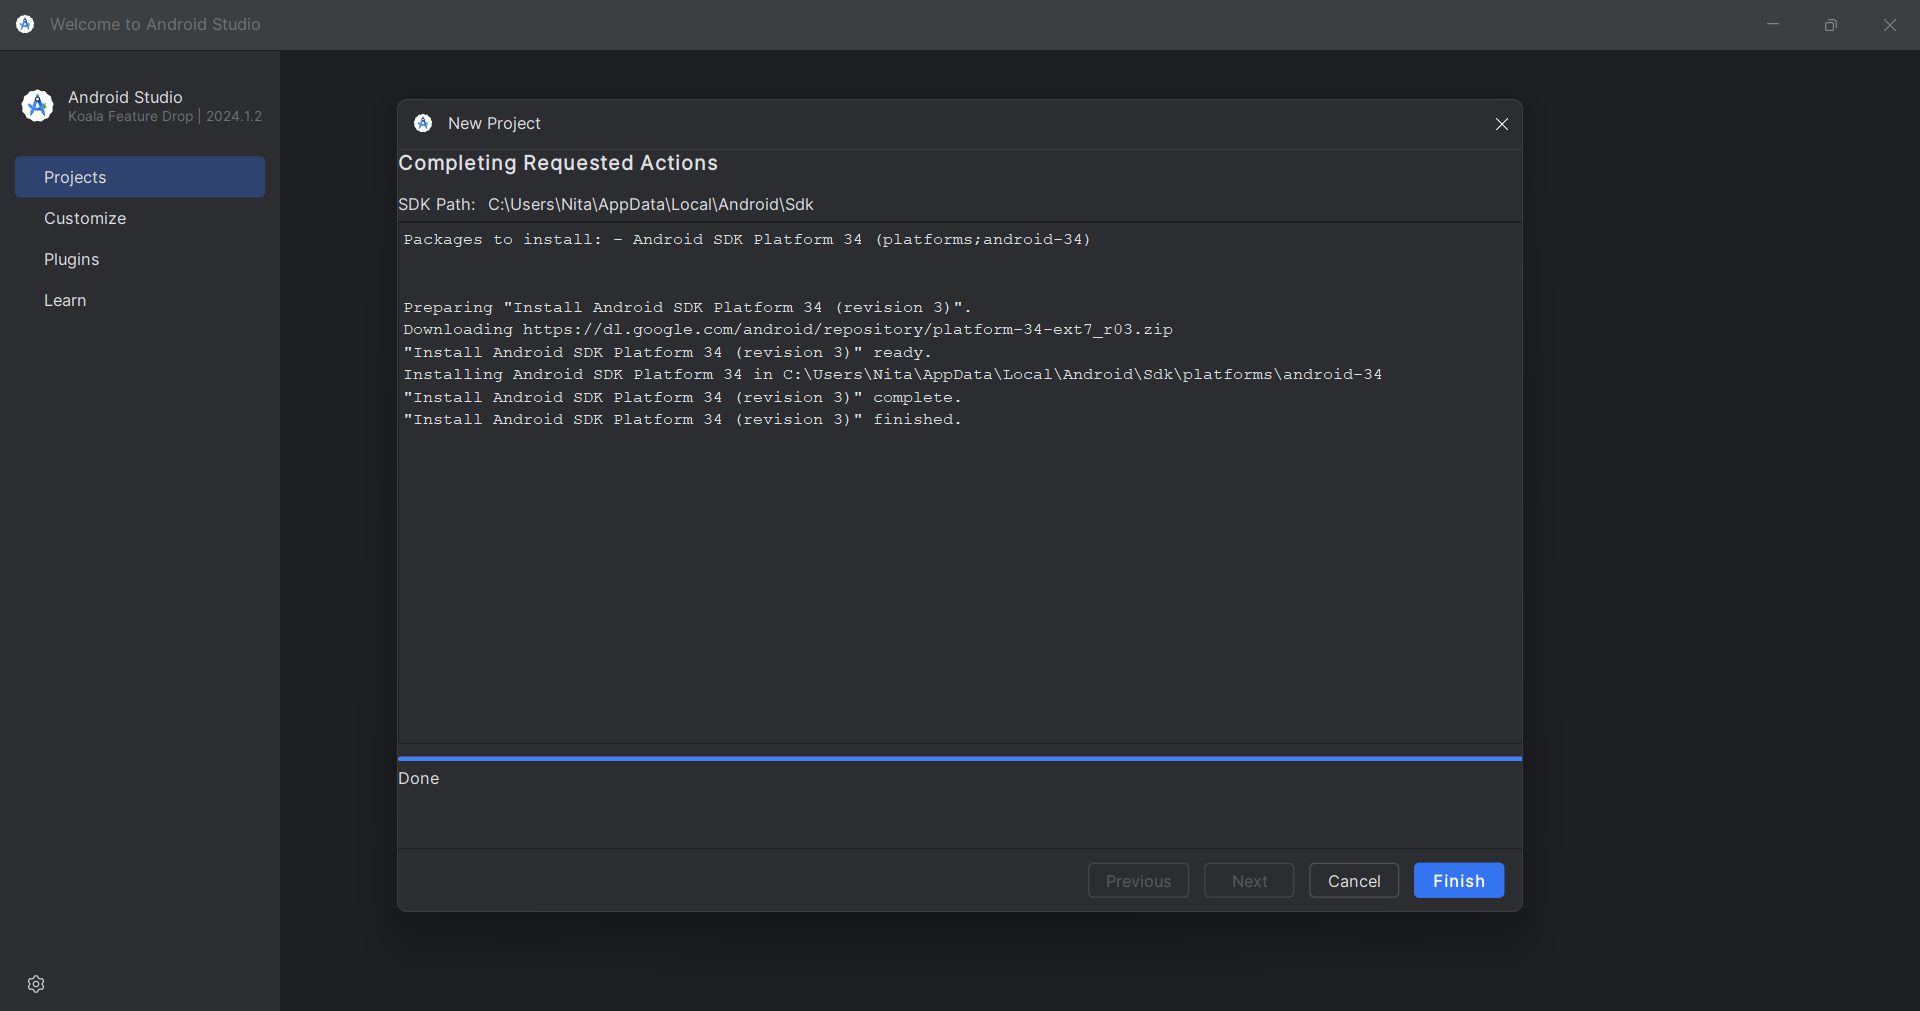 Welcome to Android Studio
Android Studio
Koala Feature Drop | 2024.1.2
Projects
Customize
Plugins
Learn
New Project
Completing Requested Actions
SDK Path: C:\Users\Nita\AppData\Local\Android\Sdk
Packages to install: - Android SDK Platform 34 (platforms;android-34)
Preparing "Install Android SDK Platform 34 (revision 3)".
Downloading https://dl.google.com/android/repository/platform-34-ext7_r03.zip
"Install Android SDK Platform 34 (revision 3)" ready.
Installing Android SDK Platform 34 in C:\Users\Nita\AppData\Local\Android\Sdk\platforms\android-34
"Install Android SDK Platform 34 (revision 3)" complete.
"Install Android SDK Platform 34 (revision 3)" finished.
Done
Previous Next Cancel Finish